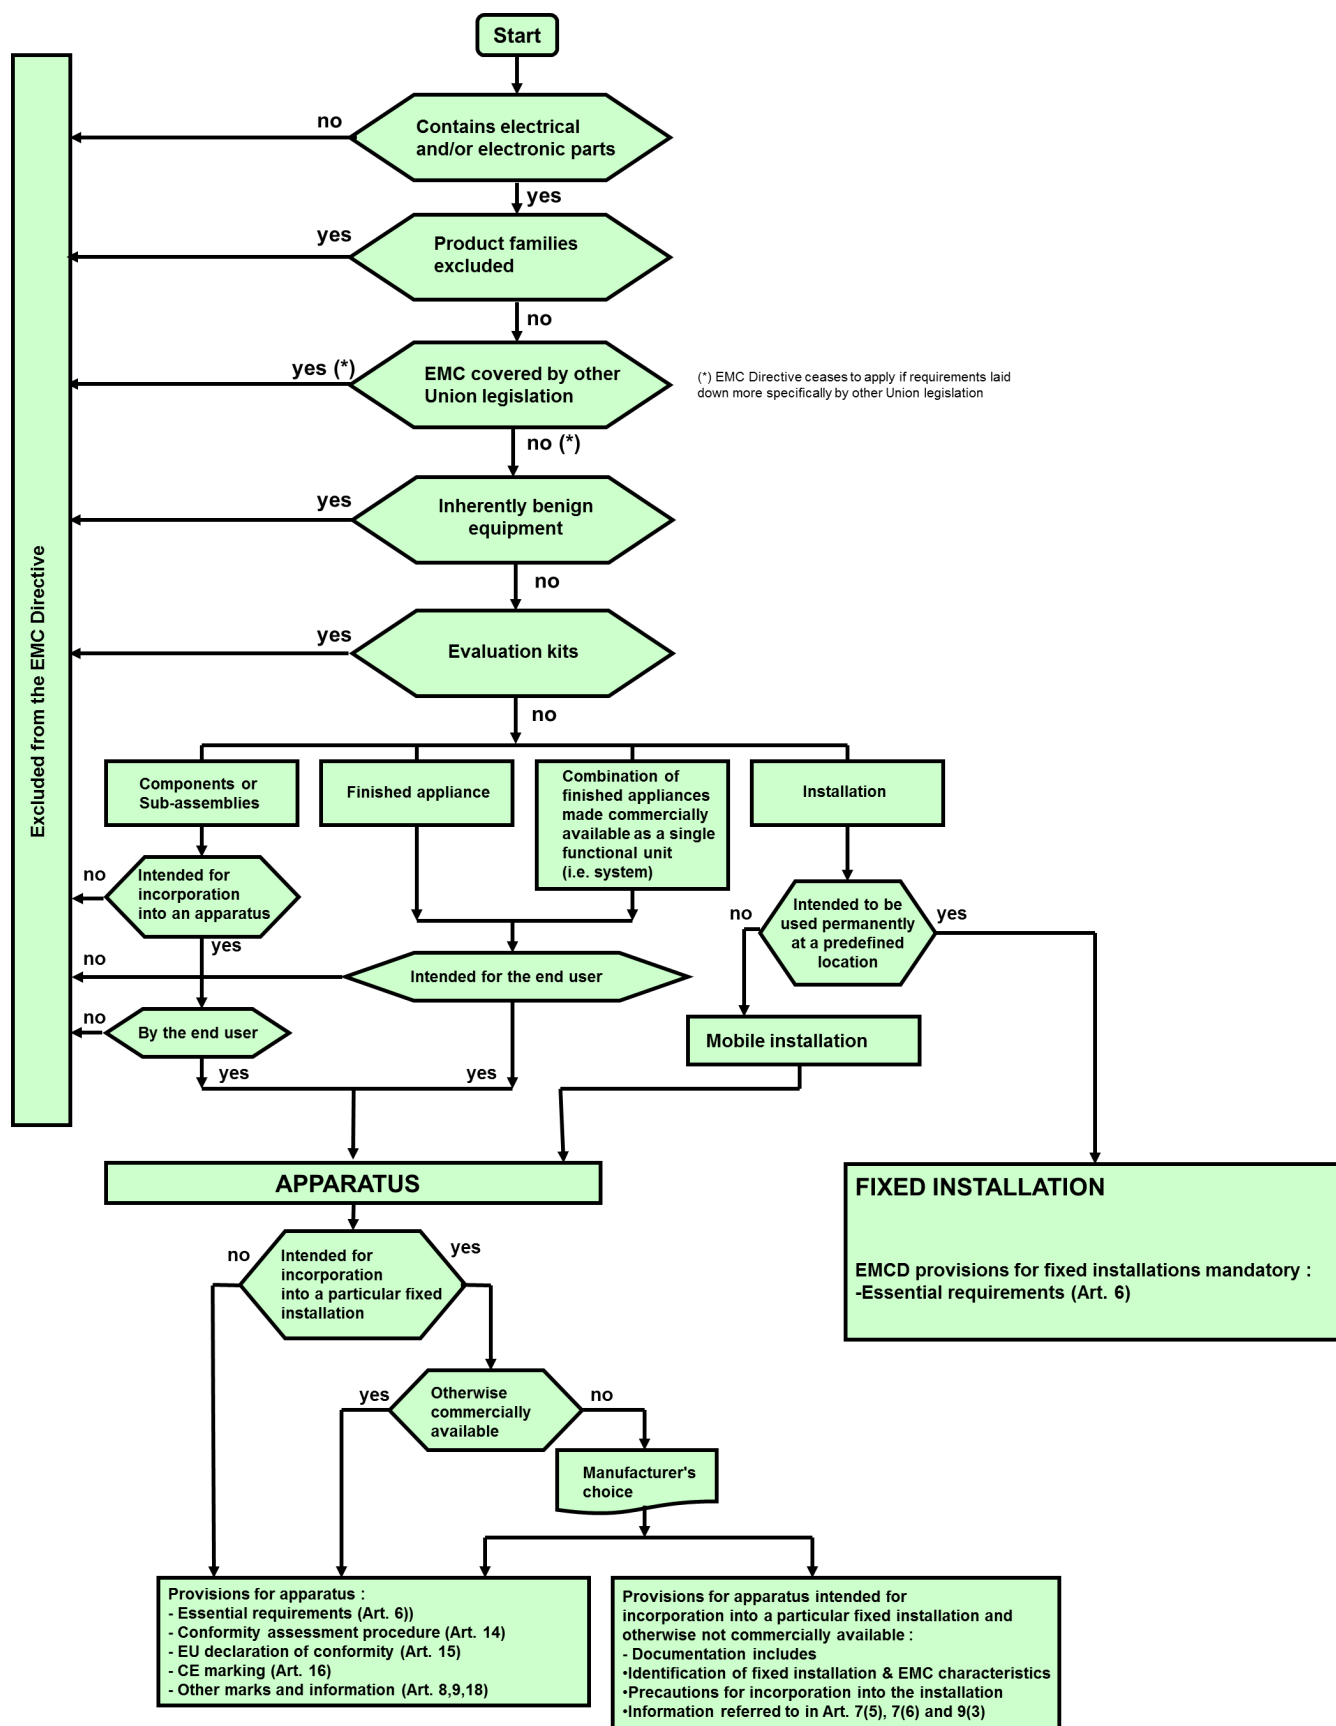 Start
Excluded from the EMC Directive
no
Contains electrical
and/or electronic parts
yes
yes
Product families
excluded
no
yes (*)
EMC covered by other
Union legislation
(*) EMC Directive ceases to apply if requirements laid
down more specifically by other Union legislation
no (*)
yes
Inherently benign
equipment
no
yes
Evaluation kits
no
Components or
Sub-assemblies
Finished appliance
Combination of
finished appliances
made commercially
available as a single
functional unit
(i.e. system)
Installation
no
Intended for
incorporation
into an apparatus
yes
no
Intended to be
used permanently
at a predefined
location
yes
no
Intended for the end user
no
By the end user
yes
yes
Mobile installation
APPARATUS
FIXED INSTALLATION
EMCD provisions for fixed installations mandatory :
-Essential requirements (Art. 6)
no
Intended for
incorporation
into a particular fixed
installation
yes
yes
Otherwise
commercially
available
no
Manufacturer's
choice
Provisions for apparatus :
- Essential requirements (Art. 6))
- Conformity assessment procedure (Art. 14)
- EU declaration of conformity (Art. 15)
- CE marking (Art. 16)
- Other marks and information (Art. 8,9,18)
Provisions for apparatus intended for
incorporation into a particular fixed installation and
otherwise not commercially available :
- Documentation includes
•Identification of fixed installation & EMC characteristics
•Precautions for incorporation into the installation
•Information referred to in Art. 7(5), 7(6) and 9(3)